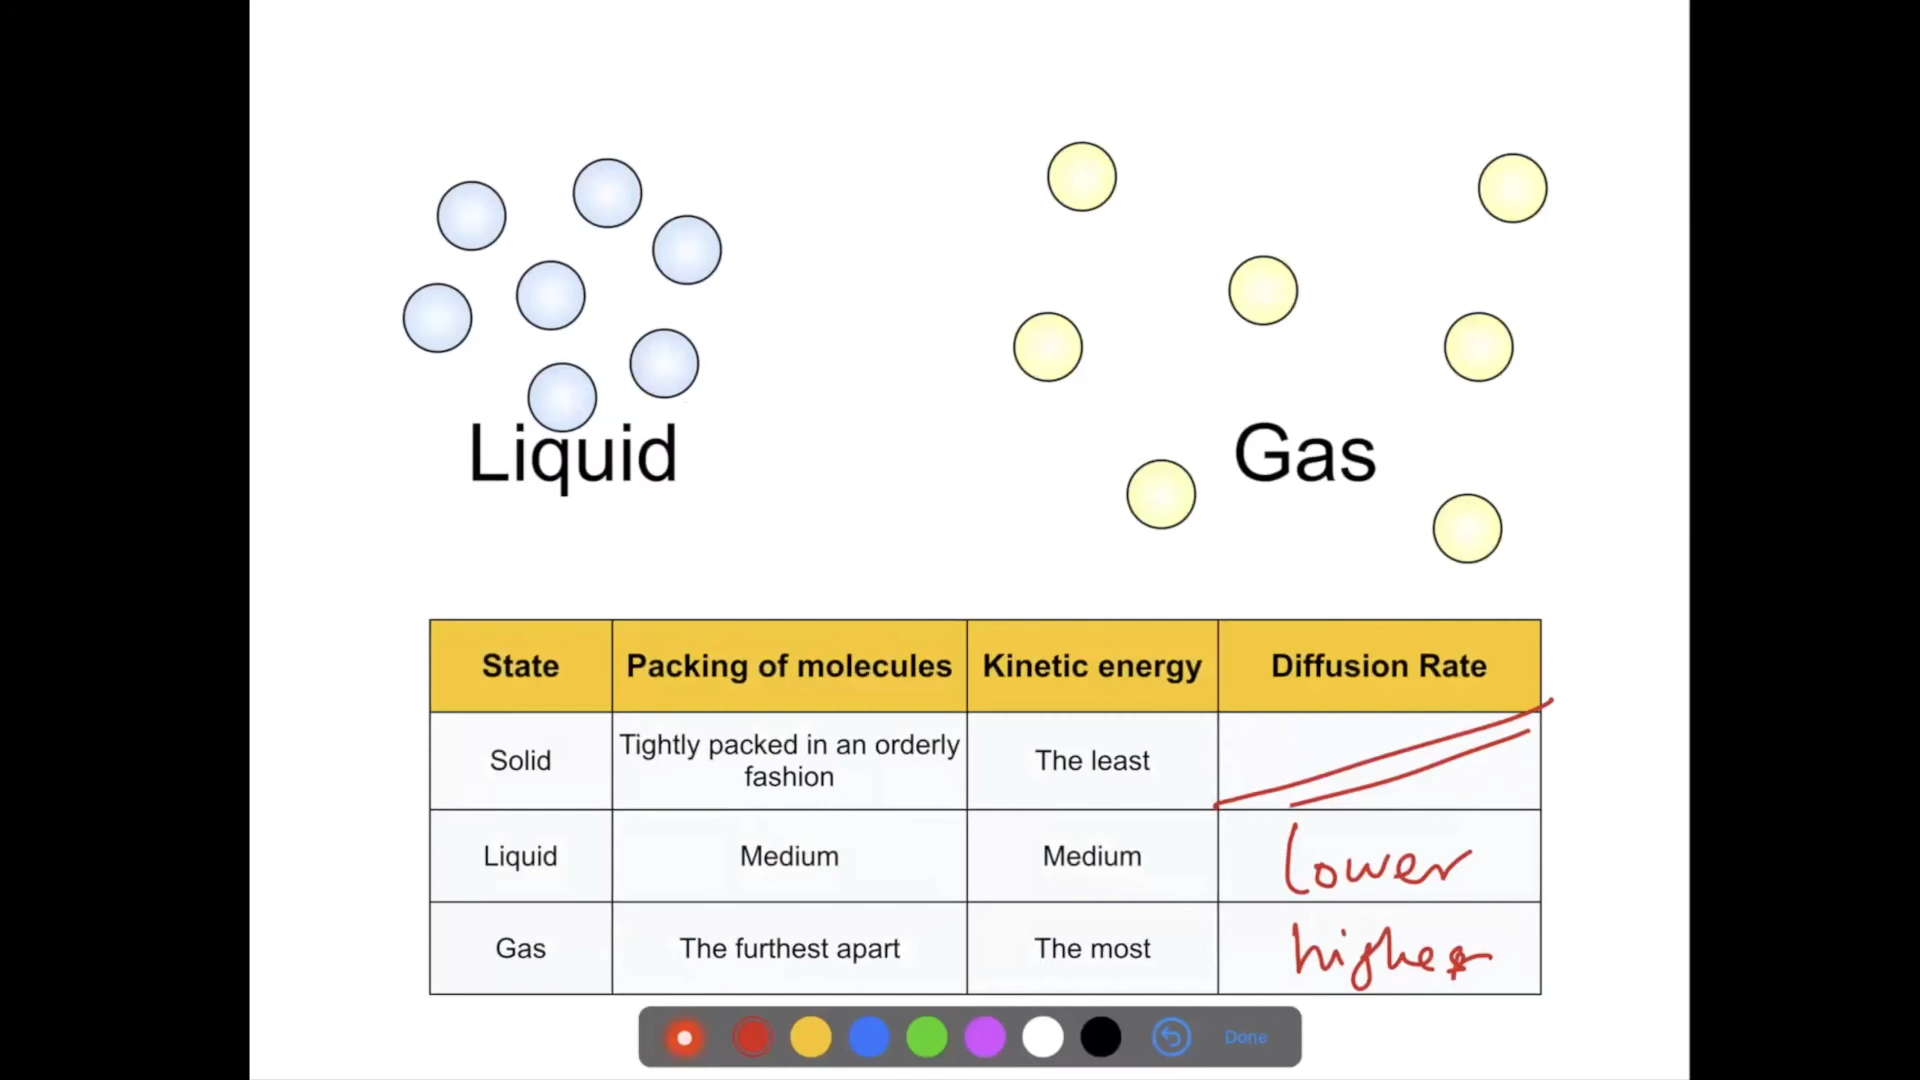 Liquid
Gas
State Packing of molecules Kinetic energy Diffusion Rate
Solid Tightly packed in an orderly fashion The least
Liquid Medium Medium Lower
Gas The furthest apart The most higher
Done